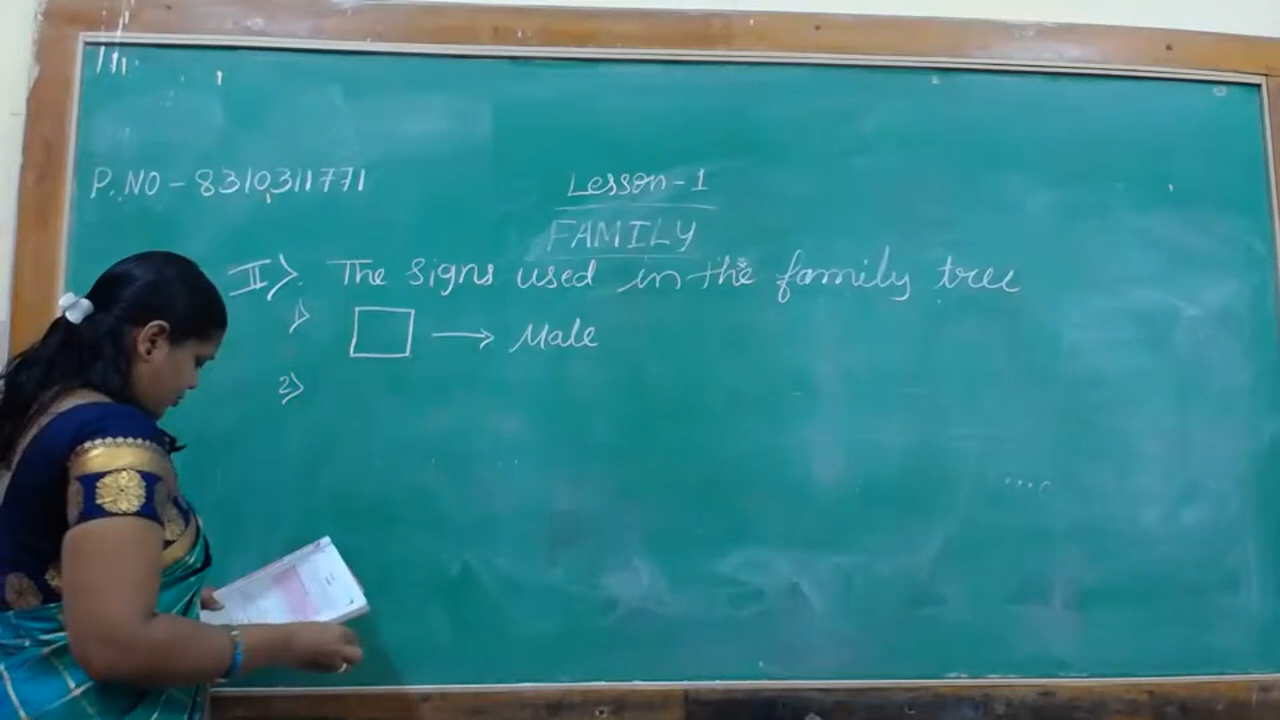 P.NO - 8310311771
Lesson - 1
FAMILY
II> The signs used in the family tree
1> → Male
2>